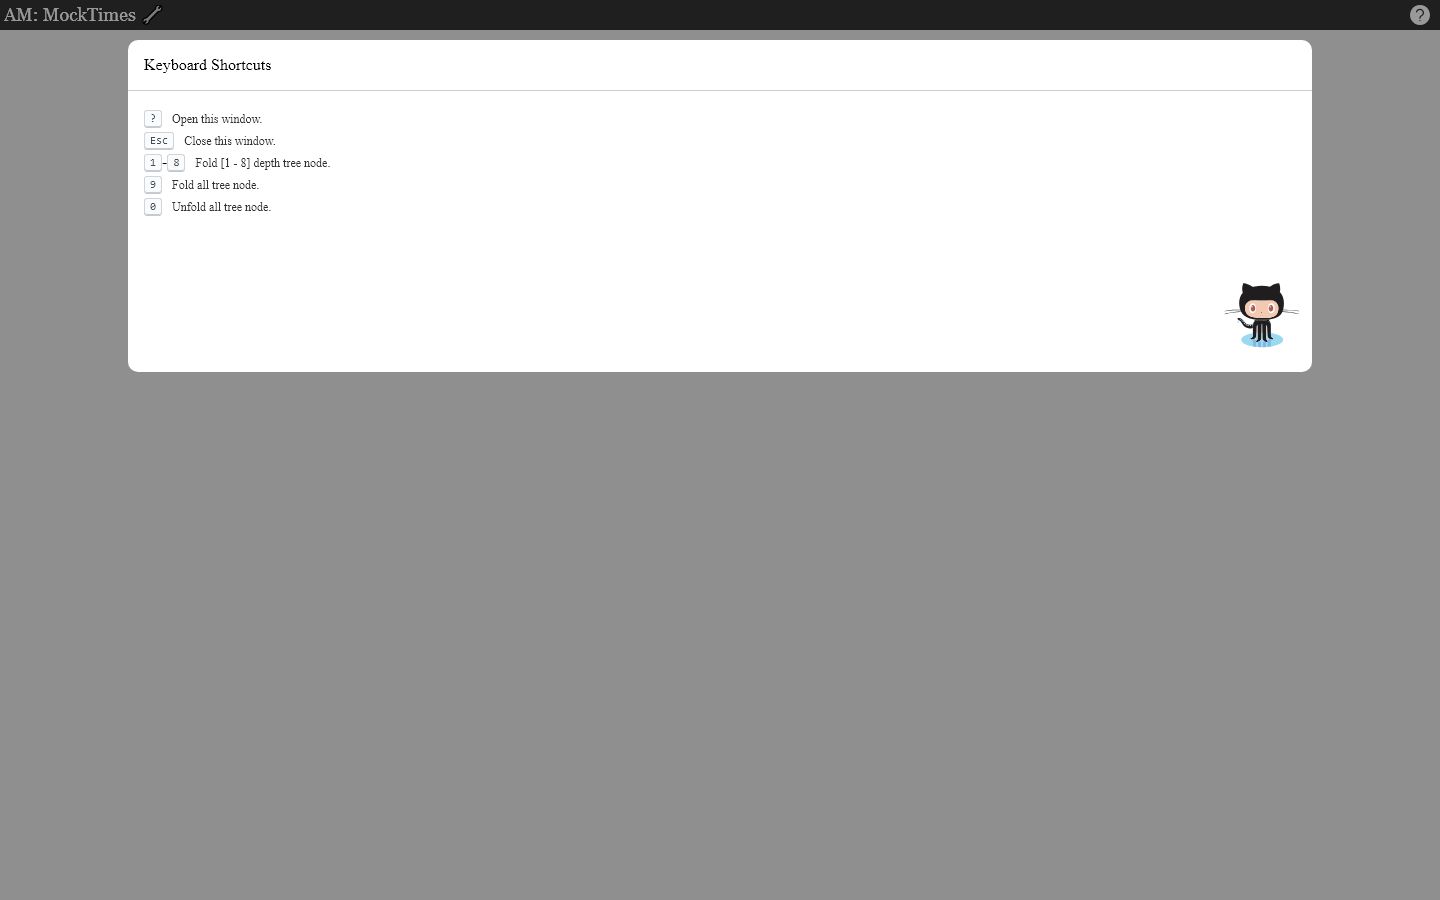 AM: MockTimes
?
Keyboard Shortcuts
? Open this window.
Esc Close this window.
1 - 8 Fold [1 - 8] depth tree node.
9 Fold all tree node.
0 Unfold all tree node.